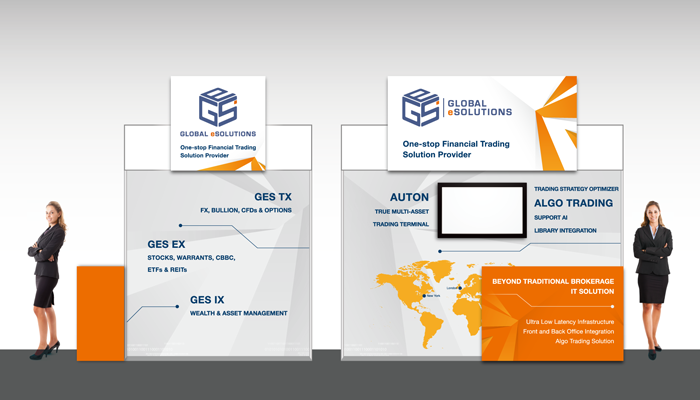 GES
GLOBAL eSOLUTIONS
One-stop Financial Trading
Solution Provider
GES TX
FX, BULLION, CFDs & OPTIONS
GES EX
STOCKS, WARRANTS, CBBC,
ETFs & REITs
GES IX
WEALTH & ASSET MANAGEMENT
GES
GLOBAL
eSOLUTIONS
One-stop Financial Trading
Solution Provider
AUTON
TRUE MULTI-ASSET
TRADING TERMINAL
TRADING STRATEGY OPTIMIZER
ALGO TRADING
SUPPORT AI
LIBRARY INTEGRATION
London
New York
BEYOND TRADITIONAL BROKERAGE
IT SOLUTION
Ultra Low Latency Infrastructure
Front and Back Office Integration
Algo Trading Solution